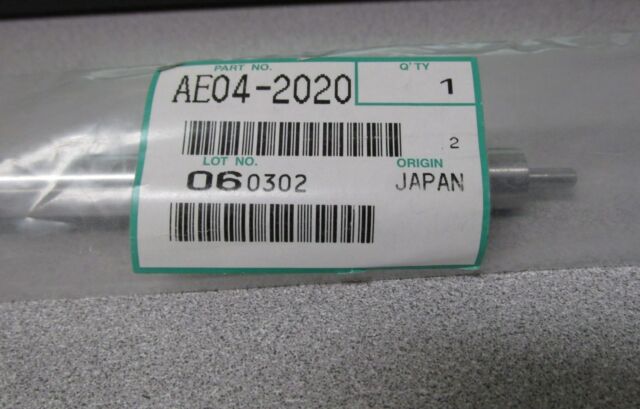 PART NO.
Q'TY
AE04-2020
1
2
LOT NO.
ORIGIN
060302
JAPAN